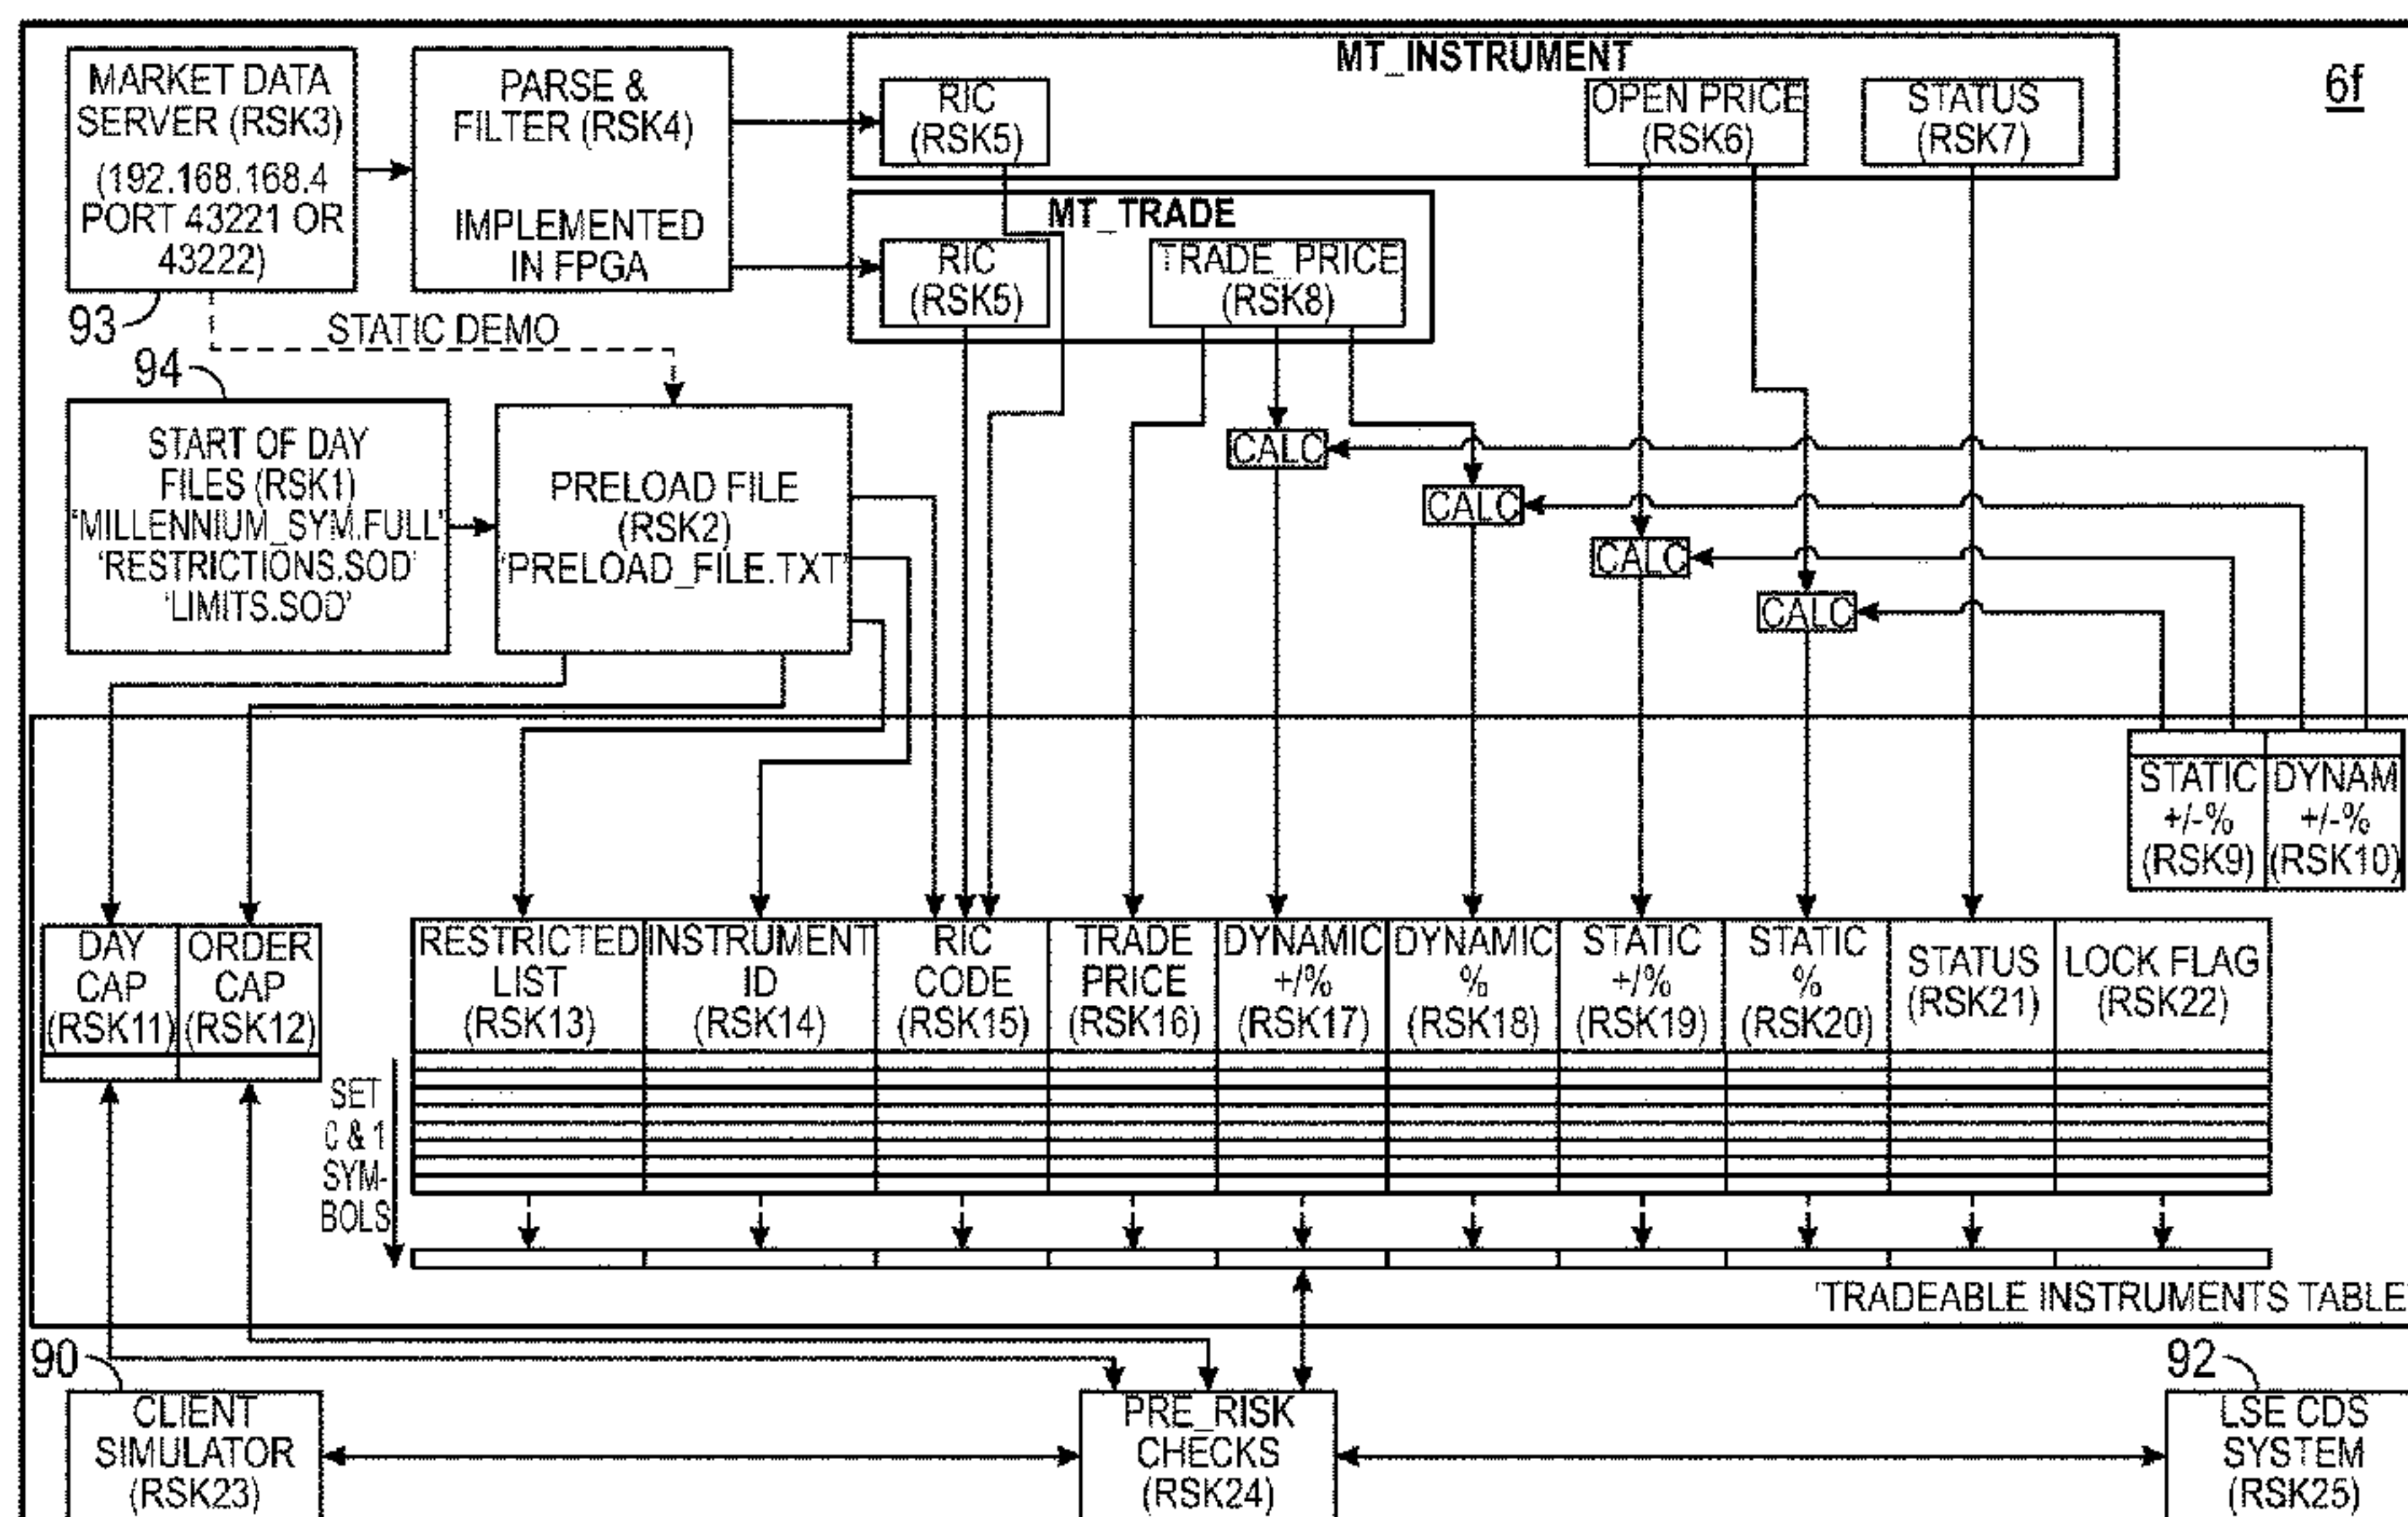 MT_INSTRUMENT
6f
MARKET DATA
SERVER (RSK3)
(192.168.168.4
PORT 43221 OR
43222)
PARSE &
FILTER (RSK4)
IMPLEMENTED
IN FPGA
RIC
(RSK5)
OPEN PRICE
(RSK6)
STATUS
(RSK7)
MT_TRADE
RIC
(RSK5)
TRADE_PRICE
(RSK8)
93
STATIC DEMO
94
START OF DAY
FILES (RSK1)
'MILLENNIUM_SYM.FULL'
'RESTRICTIONS.SOD'
'LIMITS.SOD'
PRELOAD FILE
(RSK2)
'PRELOAD_FILE.TXT'
CALC
CALC
CALC
CALC
STATIC
+/-%
(RSK9)
DYNAM
+/-%
(RSK10)
DAY
CAP
(RSK11)
ORDER
CAP
(RSK12)
RESTRICTED
LIST
(RSK13)
INSTRUMENT
ID
(RSK14)
RIC
CODE
(RSK15)
TRADE
PRICE
(RSK16)
DYNAMIC
+/%
(RSK17)
DYNAMIC
%
(RSK18)
STATIC
+/%
(RSK19)
STATIC
%
(RSK20)
STATUS
(RSK21)
LOCK FLAG
(RSK22)
SET
C & 1
SYM-
BOLS
'TRADEABLE INSTRUMENTS TABLE'
90
CLIENT
SIMULATOR
(RSK23)
PRE_RISK
CHECKS
(RSK24)
92
LSE CDS
SYSTEM
(RSK25)